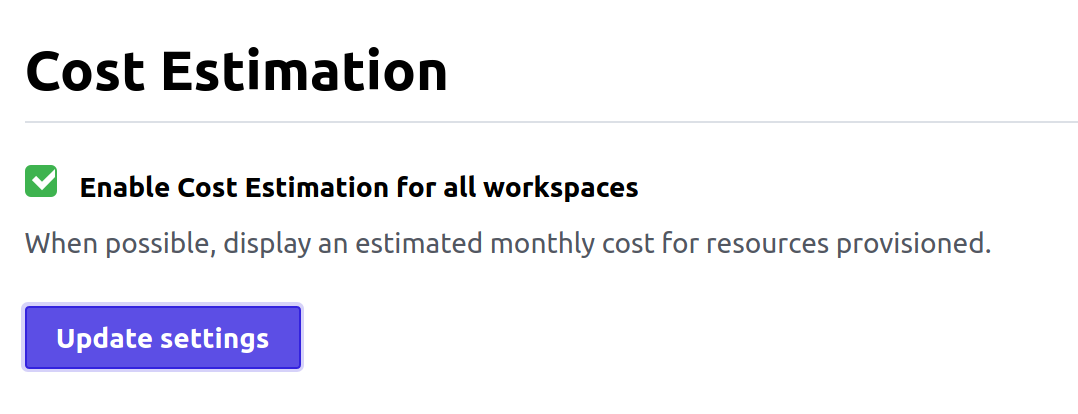 Cost Estimation
Enable Cost Estimation for all workspaces
When possible, display an estimated monthly cost for resources provisioned.
Update settings